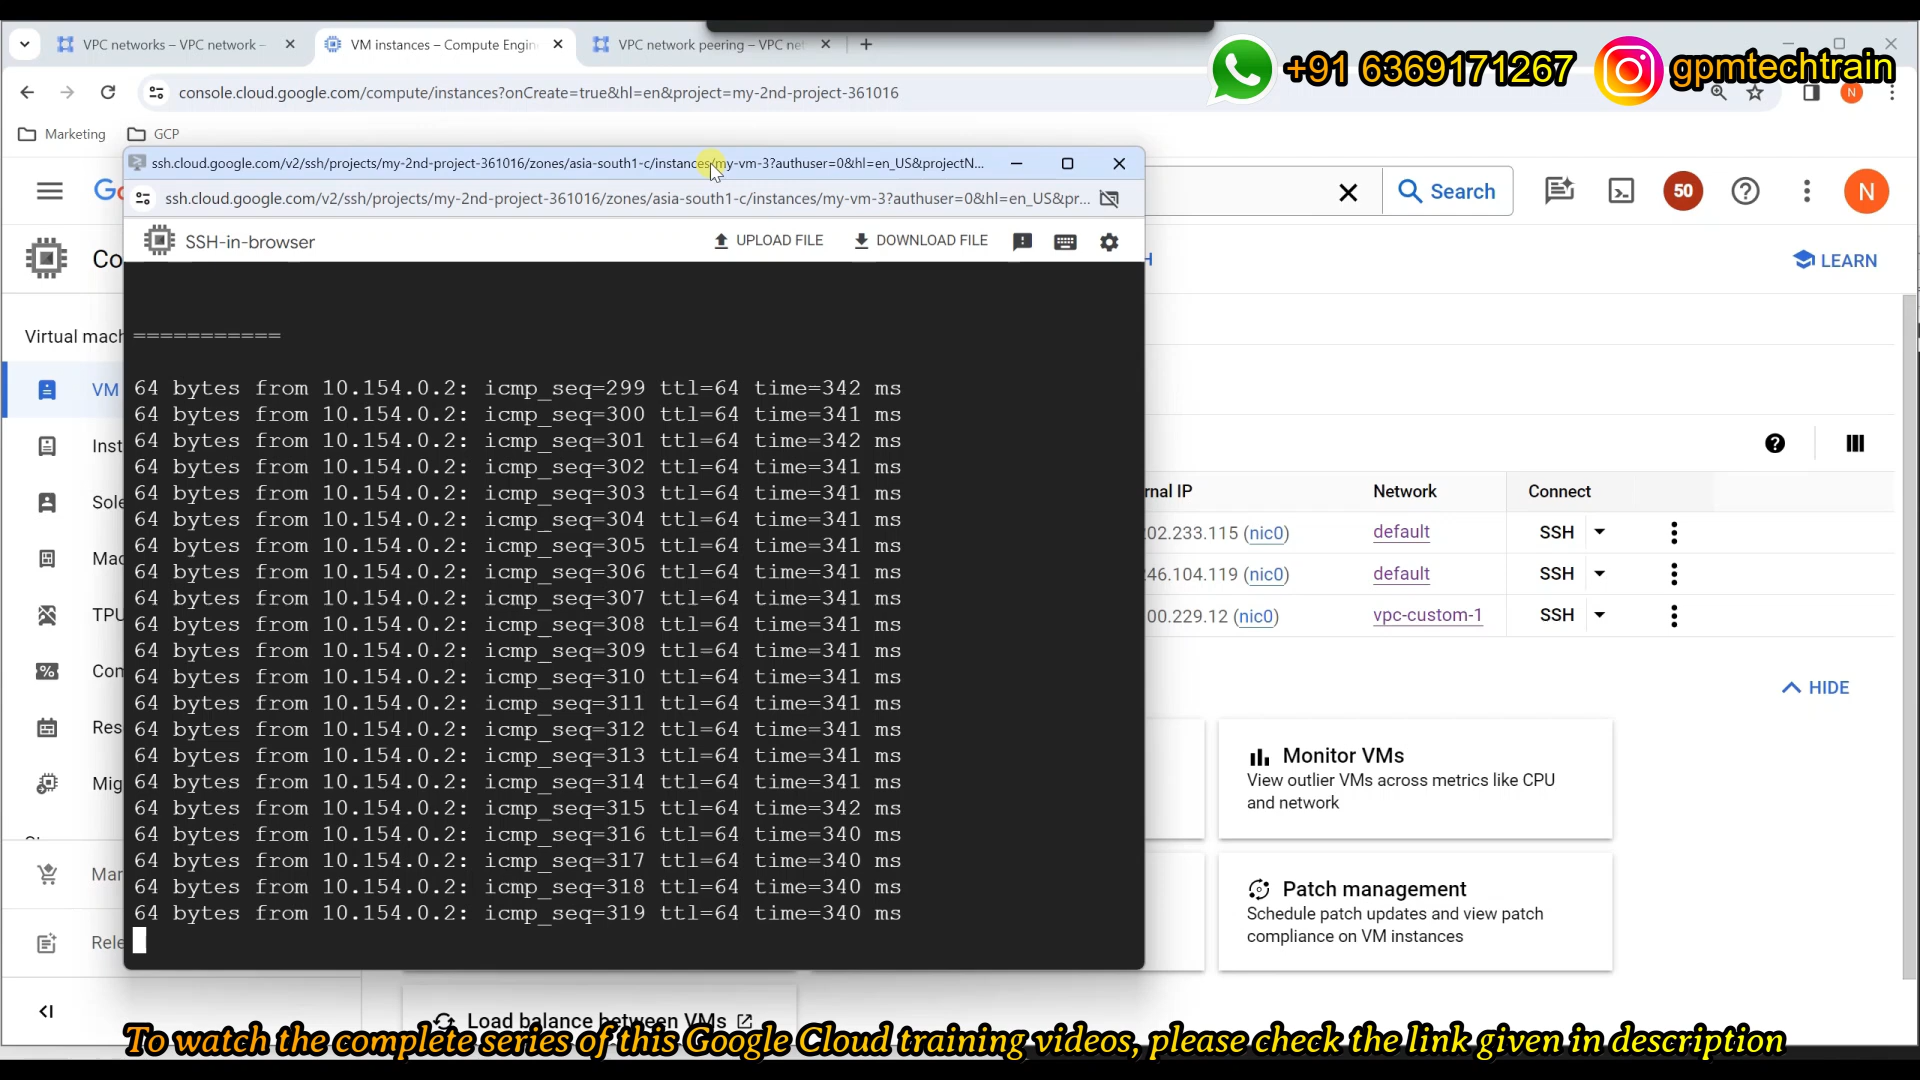 VPC networks – VPC network –
VM instances – Compute Engin
VPC network peering – VPC net
+91 6369171267
gpmtechtrain
console.cloud.google.com/compute/instances?onCreate=true&hl=en&project=my-2nd-project-361016
N
Marketing
GCP
ssh.cloud.google.com/v2/ssh/projects/my-2nd-project-361016/zones/asia-south1-c/instances/my-vm-3?authuser=0&hl=en_US&projectN...
ssh.cloud.google.com/v2/ssh/projects/my-2nd-project-361016/zones/asia-south1-c/instances/my-vm-3?authuser=0&hl=en_US&pr...
Search
50
N
SSH-in-browser
UPLOAD FILE
DOWNLOAD FILE
Co
LEARN
Virtual mach
===========
VM
64 bytes from 10.154.0.2: icmp_seq=299 ttl=64 time=342 ms
64 bytes from 10.154.0.2: icmp_seq=300 ttl=64 time=341 ms
64 bytes from 10.154.0.2: icmp_seq=301 ttl=64 time=342 ms
64 bytes from 10.154.0.2: icmp_seq=302 ttl=64 time=341 ms
64 bytes from 10.154.0.2: icmp_seq=303 ttl=64 time=341 ms
64 bytes from 10.154.0.2: icmp_seq=304 ttl=64 time=341 ms
64 bytes from 10.154.0.2: icmp_seq=305 ttl=64 time=341 ms
64 bytes from 10.154.0.2: icmp_seq=306 ttl=64 time=341 ms
64 bytes from 10.154.0.2: icmp_seq=307 ttl=64 time=341 ms
64 bytes from 10.154.0.2: icmp_seq=308 ttl=64 time=341 ms
64 bytes from 10.154.0.2: icmp_seq=309 ttl=64 time=341 ms
64 bytes from 10.154.0.2: icmp_seq=310 ttl=64 time=341 ms
64 bytes from 10.154.0.2: icmp_seq=311 ttl=64 time=341 ms
64 bytes from 10.154.0.2: icmp_seq=312 ttl=64 time=341 ms
64 bytes from 10.154.0.2: icmp_seq=313 ttl=64 time=341 ms
64 bytes from 10.154.0.2: icmp_seq=314 ttl=64 time=341 ms
64 bytes from 10.154.0.2: icmp_seq=315 ttl=64 time=342 ms
64 bytes from 10.154.0.2: icmp_seq=316 ttl=64 time=340 ms
64 bytes from 10.154.0.2: icmp_seq=317 ttl=64 time=340 ms
64 bytes from 10.154.0.2: icmp_seq=318 ttl=64 time=340 ms
64 bytes from 10.154.0.2: icmp_seq=319 ttl=64 time=340 ms
Inst
Sole
Mac
TPU
Com
Res
Mig
Mar
Rele
rnal IP
Network
Connect
02.233.115 (nic0)
default
SSH
46.104.119 (nic0)
default
SSH
00.229.12 (nic0)
vpc-custom-1
SSH
HIDE
Monitor VMs
View outlier VMs across metrics like CPU
and network
Patch management
Schedule patch updates and view patch
compliance on VM instances
Load balance between VMs
To watch the complete series of this Google Cloud training videos, please check the link given in description